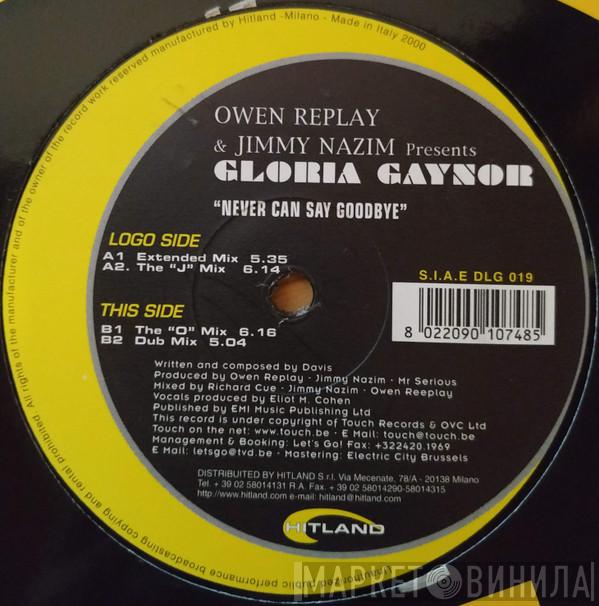 record work reserved manufactured by Hitland -Milano - Made in Italy 2000
OWEN REPLAY
& JIMMY NAZIM Presents
GLORIA GAYNOR
"NEVER CAN SAY GOODBYE"
LOGO SIDE
A1 Extended Mix 5.35
A2. The "J" Mix 6.14
S.I.A.E DLG 019
8 022090 107485
THIS SIDE
B1 The "O" Mix 6.16
B2 Dub Mix 5.04
Written and composed by Davis
Produced by Owen Replay - Jimmy Nazim - Mr Serious
Mixed by Richard Cue - Jimmy Nazim - Owen Reeplay
Vocals produced by Eliot M. Cohen
Published by EMI Music Publishing Ltd
This record is under copyright of Touch Records & OVC Ltd
Touch on the net: www.touch.be - E Mail: touch@touch.be
Management & Booking: Let's Go! Fax: +322420.1969
E Mail: letsgo@tvd.be - Mastering: Electric City Brussels
DISTRIBUITED BY HITLAND S.r.l. Via Mecenate, 78/A - 20138 Milano
Tel. + 39 02 58014131 R.A. Fax. + 39 02 58014290-58014315
http://www.hitland.com e-mail: hitland@hitland.com
HITLAND
Unauthorized public performance broadcasting copying and rental prohibited. All rights of the manufacturer and of the owner of the
МАРКЕТ ВИНИЛА